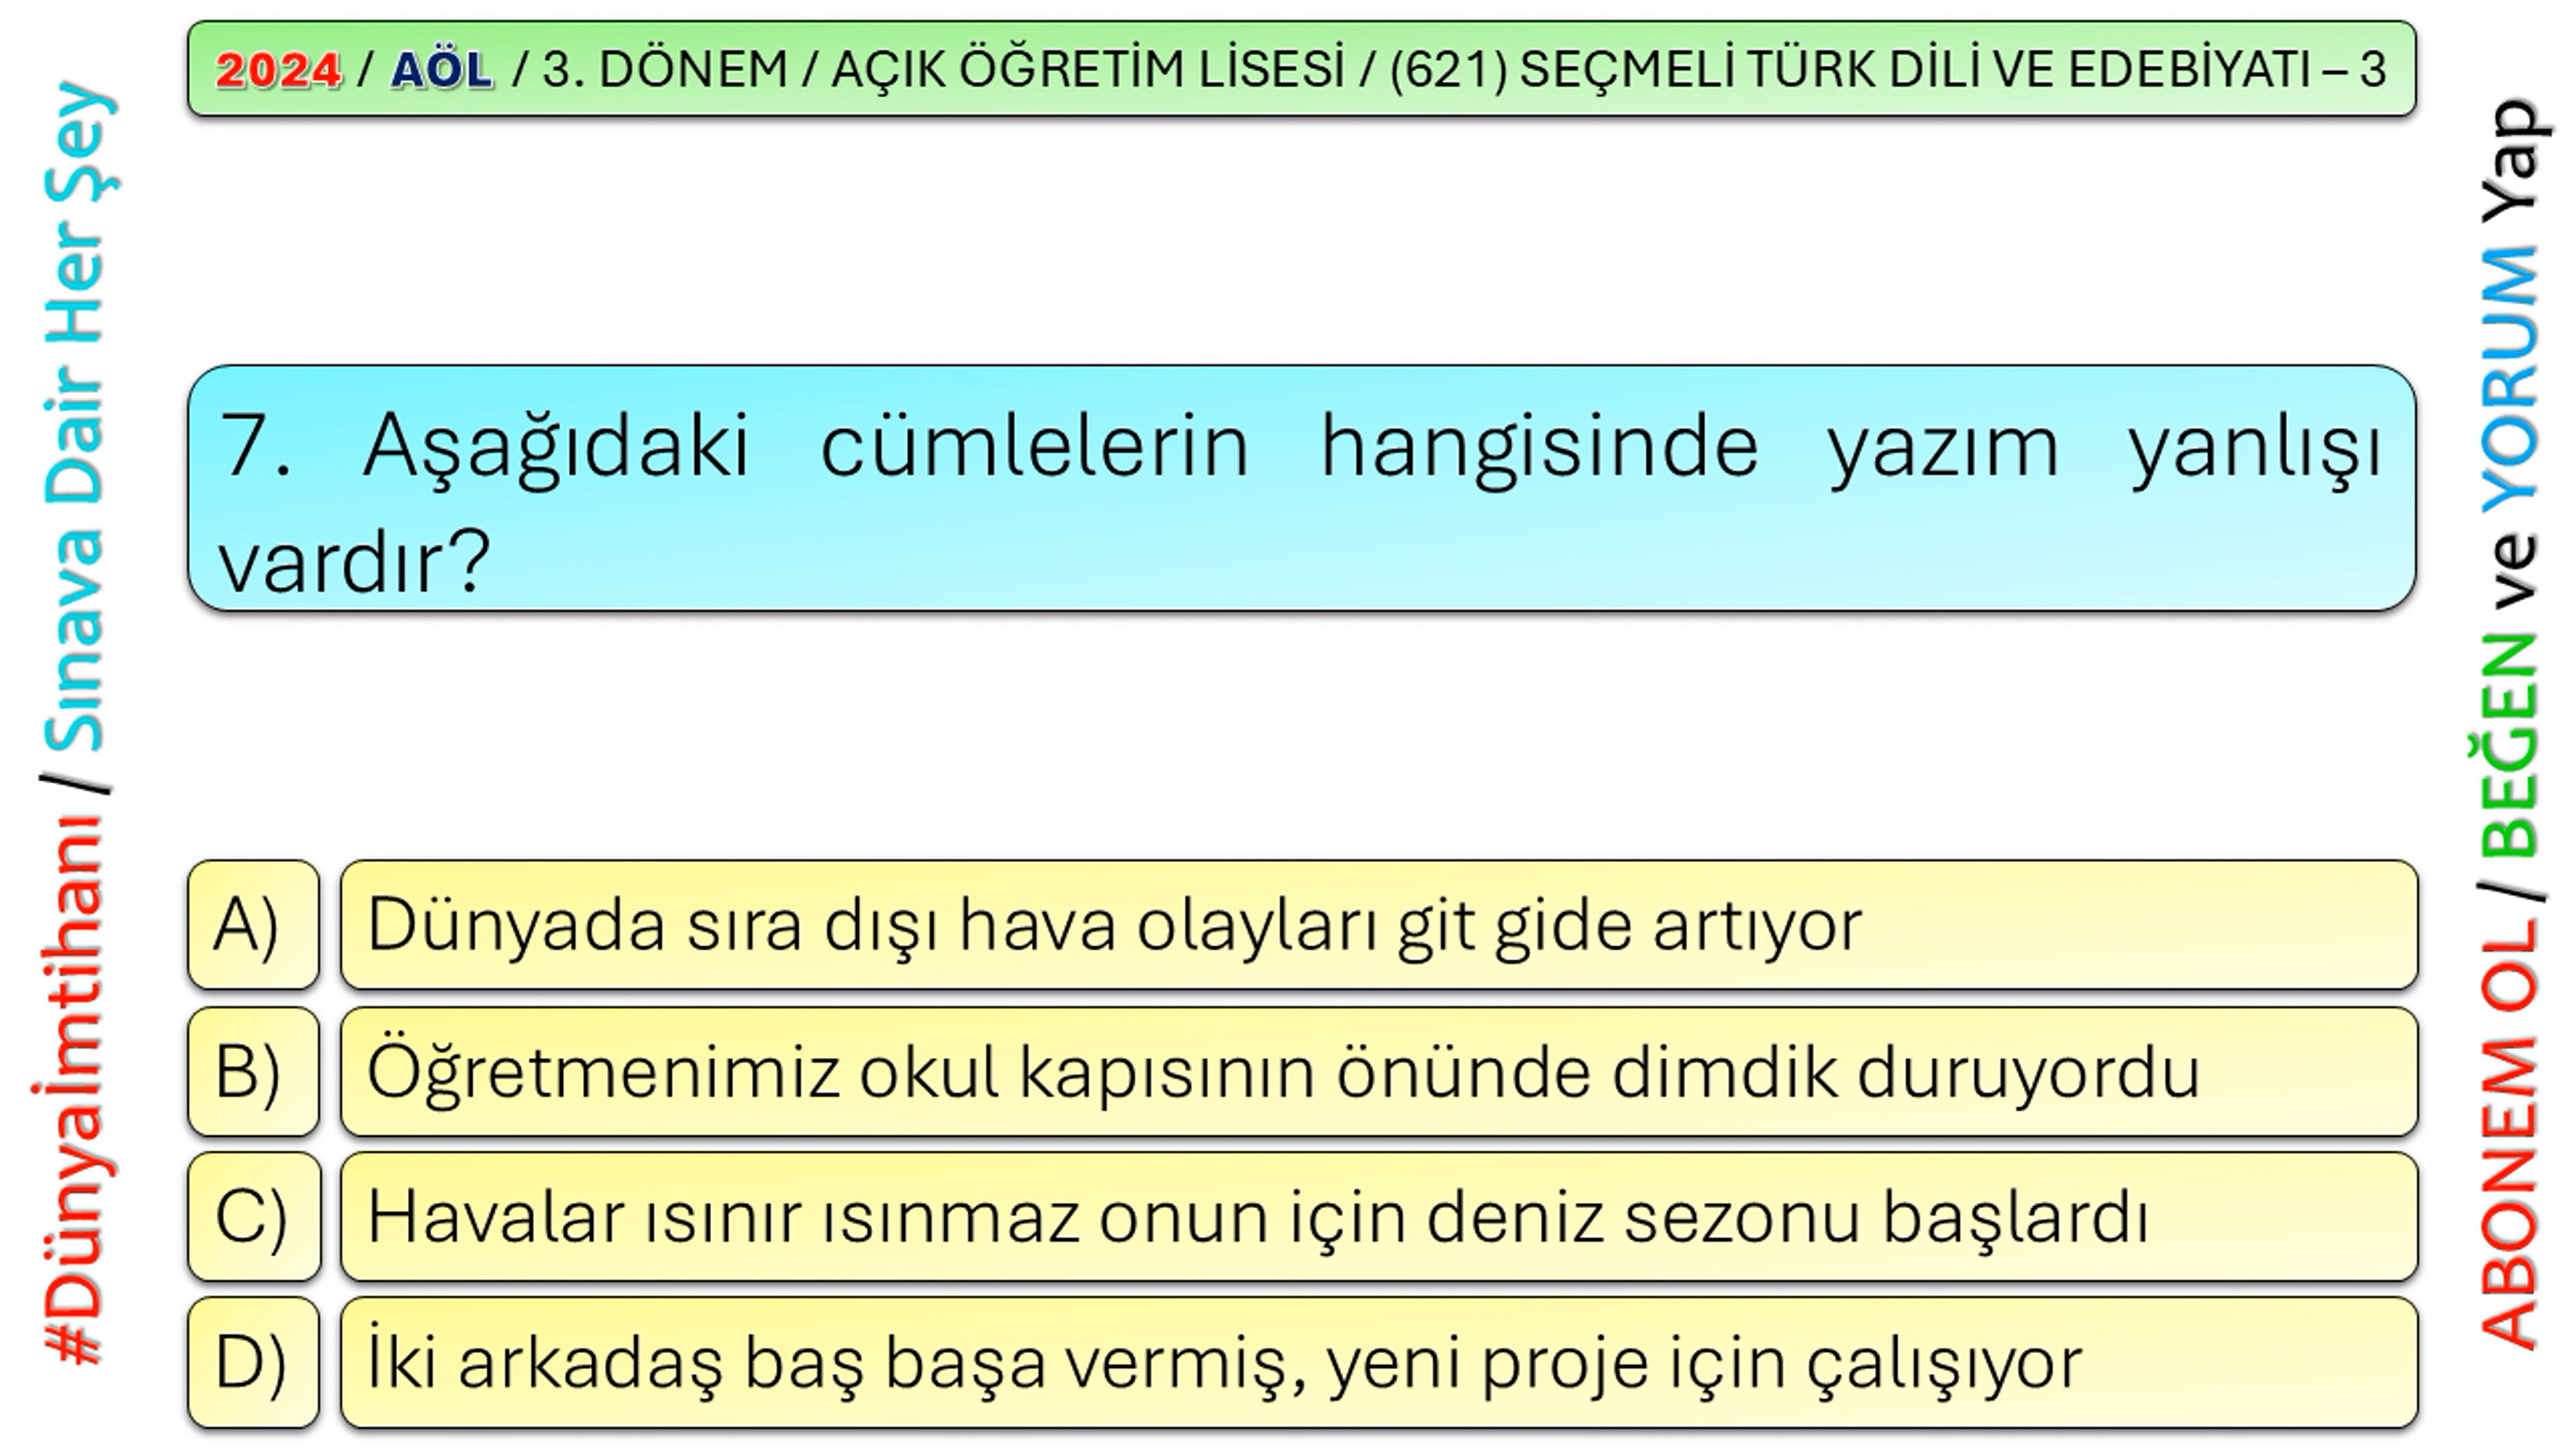 2024 / AÖL / 3. DÖNEM / AÇIK ÖĞRETİM LİSESİ / (621) SEÇMELİ TÜRK DİLİ VE EDEBİYATI – 3
#Dünyaİmtihanı / Sınava Dair Her Şey
7. Aşağıdaki cümlelerin hangisinde yazım yanlışı
vardır?
A) Dünyada sıra dışı hava olayları git gide artıyor
B) Öğretmenimiz okul kapısının önünde dimdik duruyordu
C) Havalar ısınır ısınmaz onun için deniz sezonu başlardı
D) İki arkadaş baş başa vermiş, yeni proje için çalışıyor
ABONEM OL / BEĞEN ve YORUM Yap